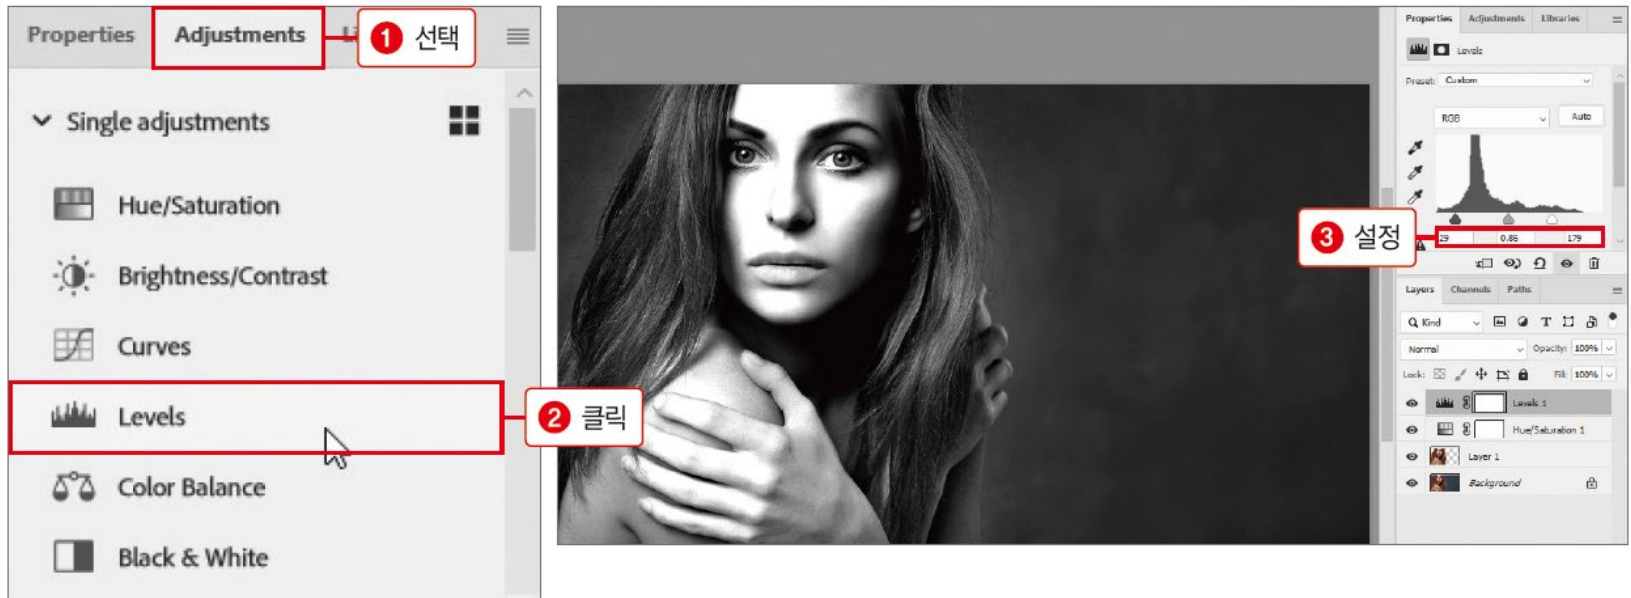 Properties
Adjustments
1 선택
Single adjustments
Hue/Saturation
Brightness/Contrast
Curves
Levels
2 클릭
Color Balance
Black & White
Properties Adjustments Libraries
Levels
Preset: Custom
RGB Auto
3 설정
29 0.86 179
Layers Channels Paths
Kind
Normal Opacity: 100%
Lock: Fill: 100%
Levels 1
Hue/Saturation 1
Layer 1
Background